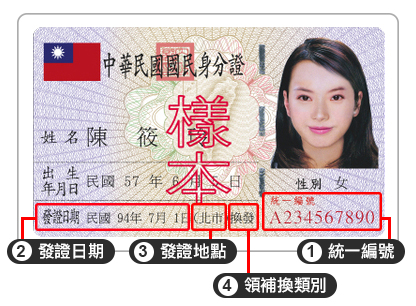 中華民國國民身分證
樣本
姓名 陳 筱
出生年月日 民國 57 年 6 月 日
性別 女
統一編號
A234567890
發證日期 民國 94年 7月 1日 (北市) 換發
② 發證日期
③ 發證地點
① 統一編號
④ 領補換類別